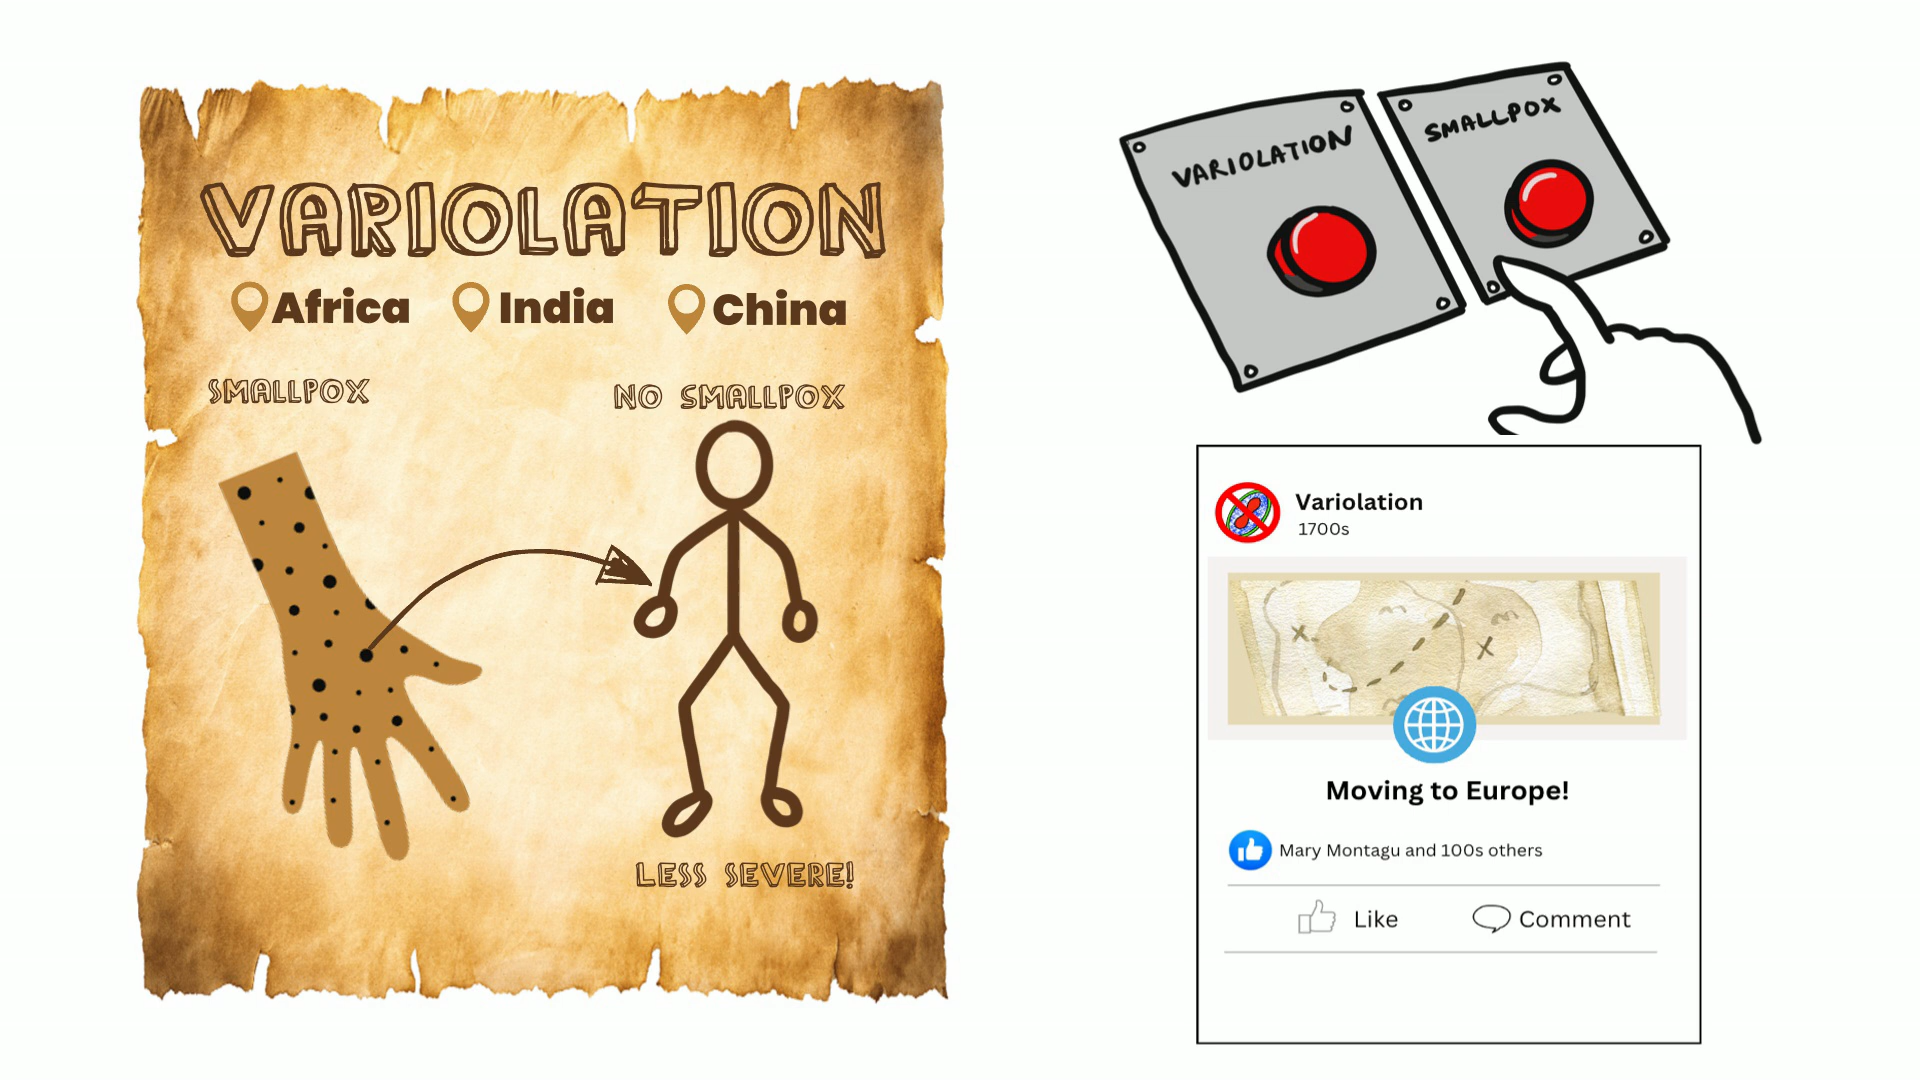 VARIOLATION
Africa India China
SMALLPOX
NO SMALLPOX
LESS SEVERE!
VARIOLATION
SMALLPOX
Variolation
1700s
Moving to Europe!
Mary Montagu and 100s others
Like Comment